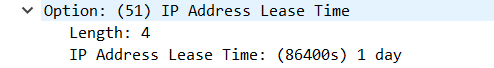 Option: (51) IP Address Lease Time
Length: 4
IP Address Lease Time: (86400s) 1 day